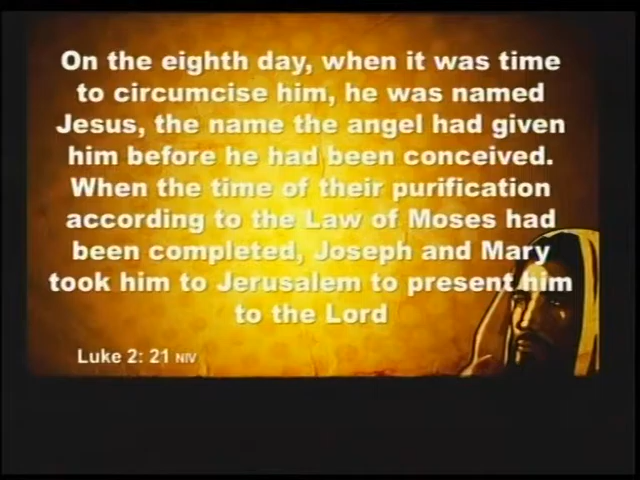 On the eighth day, when it was time
to circumcise him, he was named
Jesus, the name the angel had given
him before he had been conceived.
When the time of their purification
according to the Law of Moses had
been completed, Joseph and Mary
took him to Jerusalem to present him
to the Lord
Luke 2: 21 NIV